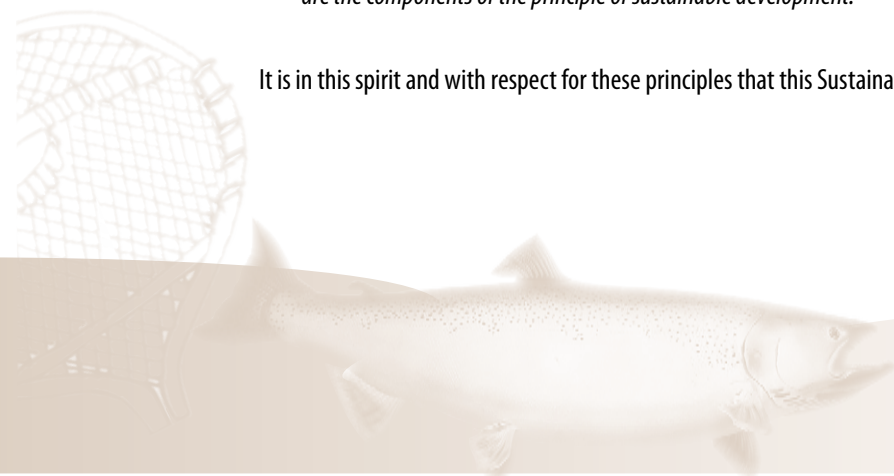 are the components of the principle of sustainable development.
It is in this spirit and with respect for these principles that this Sustaina